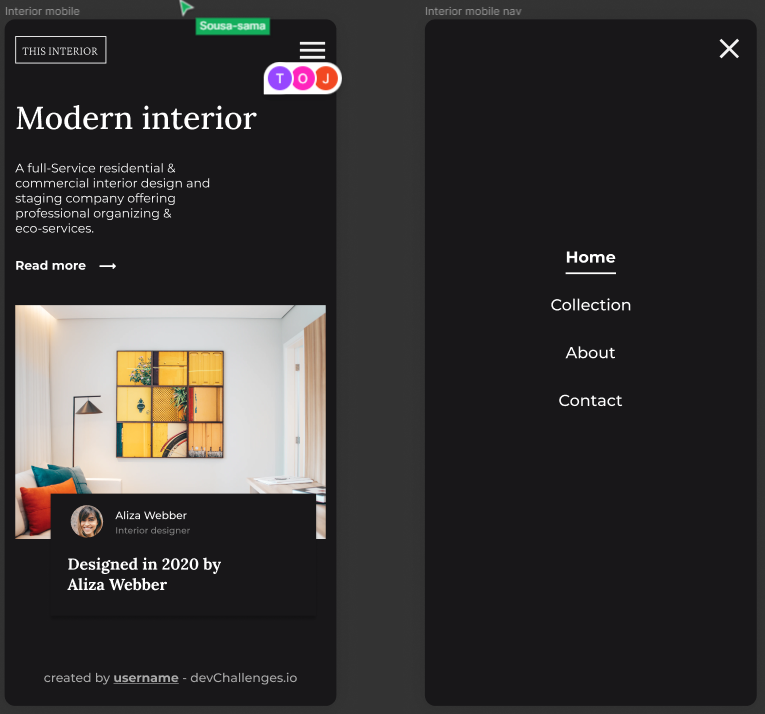 Interior mobile
Sousa-sama
THIS INTERIOR
T O J
Modern interior
A full-Service residential &
commercial interior design and
staging company offering
professional organizing &
eco-services.
Read more
Aliza Webber
Interior designer
Designed in 2020 by
Aliza Webber
created by username - devChallenges.io
Interior mobile nav
Home
Collection
About
Contact